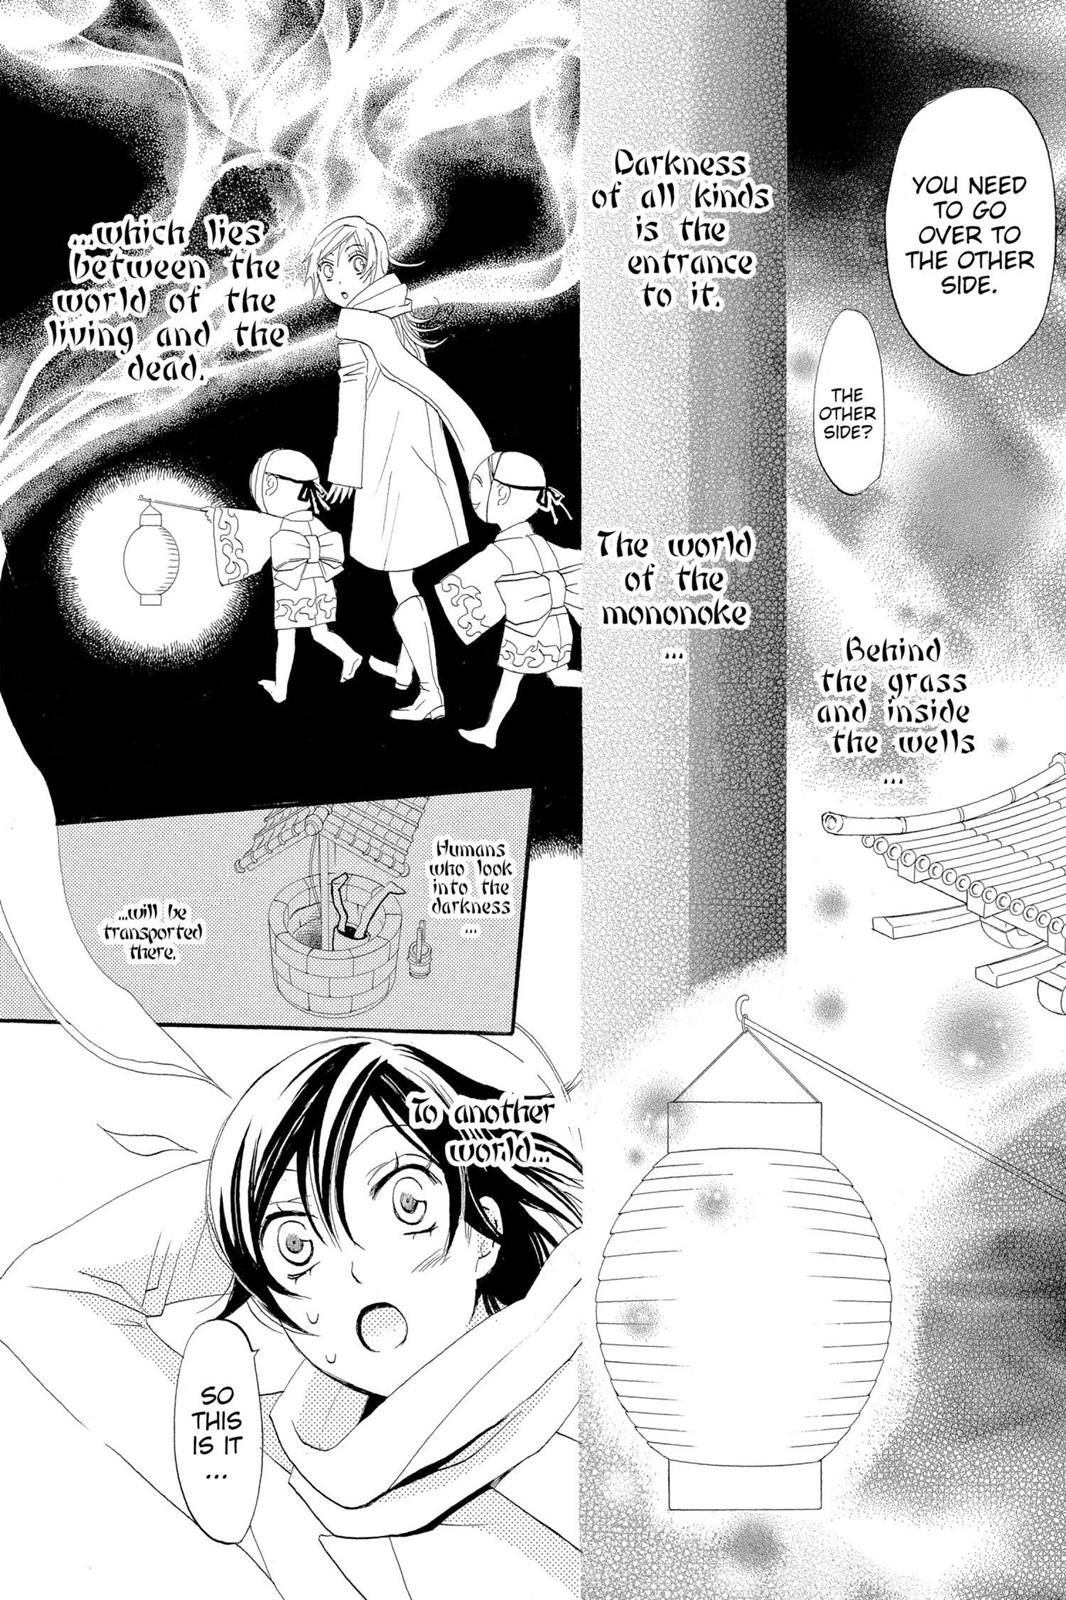 YOU NEED
TO GO
OVER TO
THE OTHER
SIDE.
THE
OTHER
SIDE?
Behind
the grass
and inside
the wells
...
Darkness
of all kinds
is the
entrance
to it.
The world
of the
mononoke
...
...which lies
between the
world of the
living and the
dead.
Humans
who look
into the
darkness
...
...will be
transported
there.
To another
world...
SO
THIS
IS IT
...